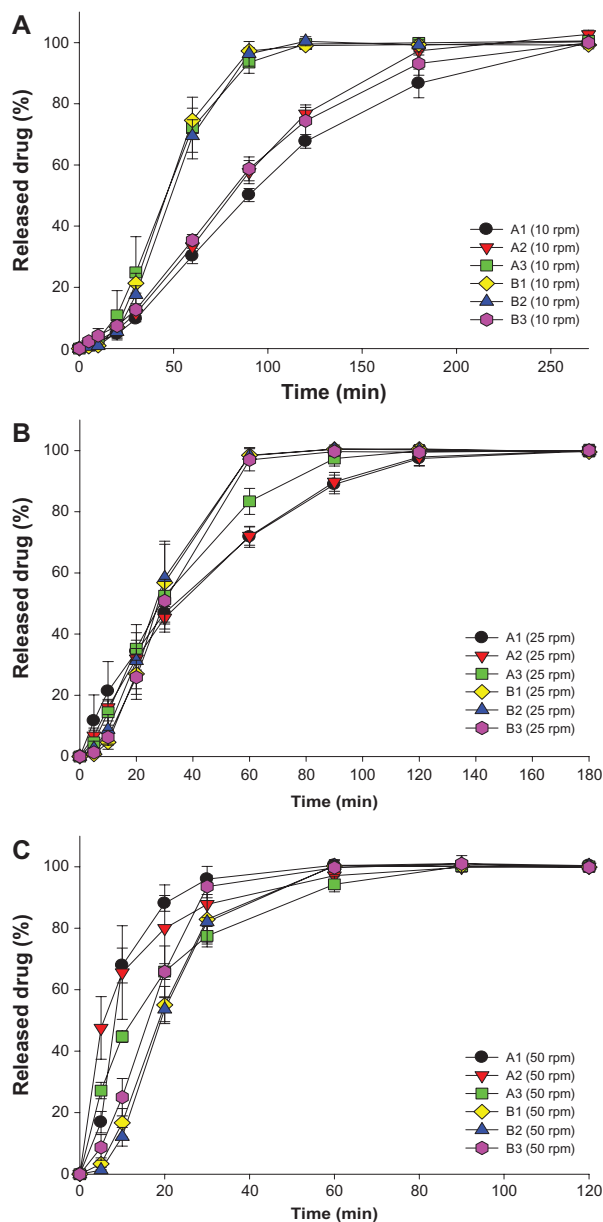 A
Released drug (%)
100
80
60
40
20
0
A1 (10 rpm)
A2 (10 rpm)
A3 (10 rpm)
B1 (10 rpm)
B2 (10 rpm)
B3 (10 rpm)
0 50 100 150 200 250
Time (min)
B
Released drug (%)
100
80
60
40
20
0
A1 (25 rpm)
A2 (25 rpm)
A3 (25 rpm)
B1 (25 rpm)
B2 (25 rpm)
B3 (25 rpm)
0 20 40 60 80 100 120 140 160 180
Time (min)
C
Released drug (%)
100
80
60
40
20
0
A1 (50 rpm)
A2 (50 rpm)
A3 (50 rpm)
B1 (50 rpm)
B2 (50 rpm)
B3 (50 rpm)
0 20 40 60 80 100 120
Time (min)